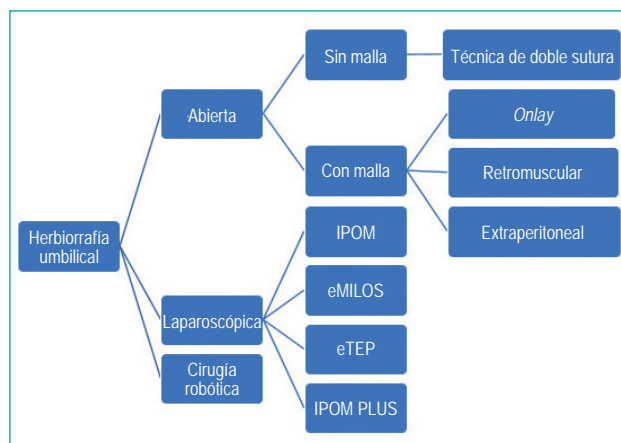 Herbiorrafía
umbilical
Abierta
Sin malla
Técnica de doble sutura
Con malla
Onlay
Retromuscular
Extraperitoneal
Laparoscópica
IPOM
eMILOS
eTEP
IPOM PLUS
Cirugía
robótica